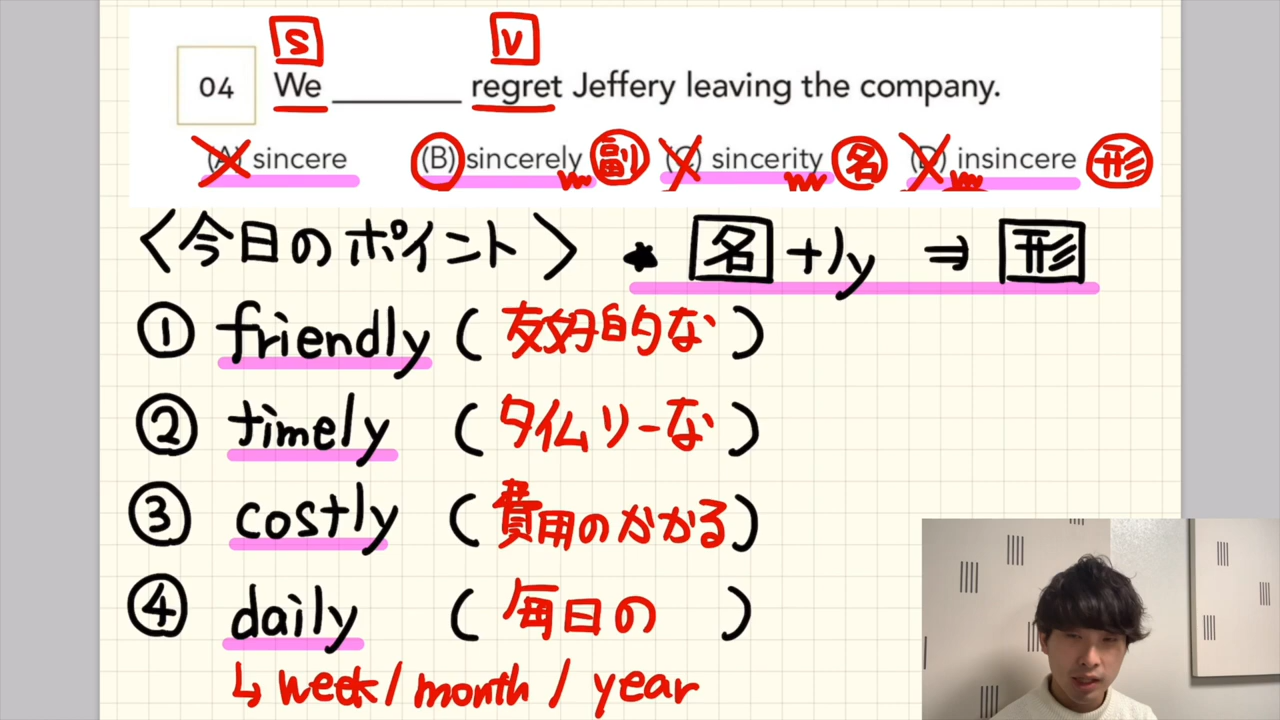 S V
04 We ________ regret Jeffery leaving the company.
(A) sincere (B) sincerely 副 (C) sincerity 名 (D) insincere 形
〈今日のポイント〉 * 名 + ly ⇒ 形
① friendly (友好的な)
② timely (タイムリーな)
③ costly (費用のかかる)
④ daily (毎日の)
↳ week / month / year